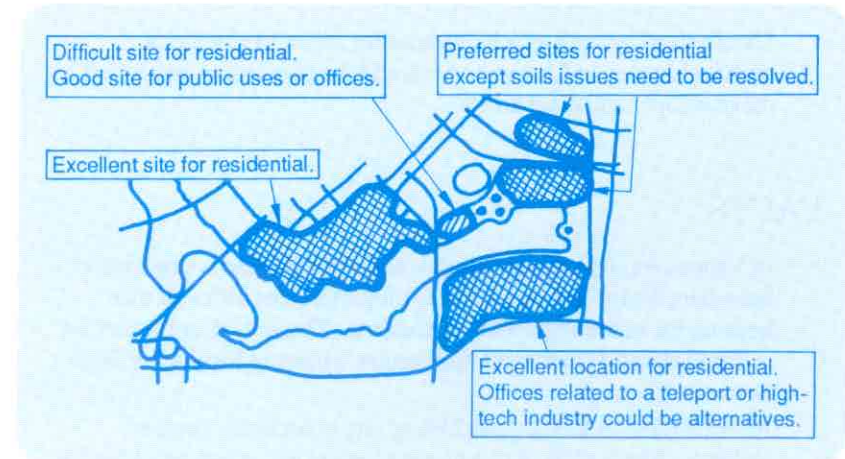 Difficult site for residential.
Good site for public uses or offices.
Preferred sites for residential
except soils issues need to be resolved.
Excellent site for residential.
Excellent location for residential.
Offices related to a teleport or high-
tech industry could be alternatives.